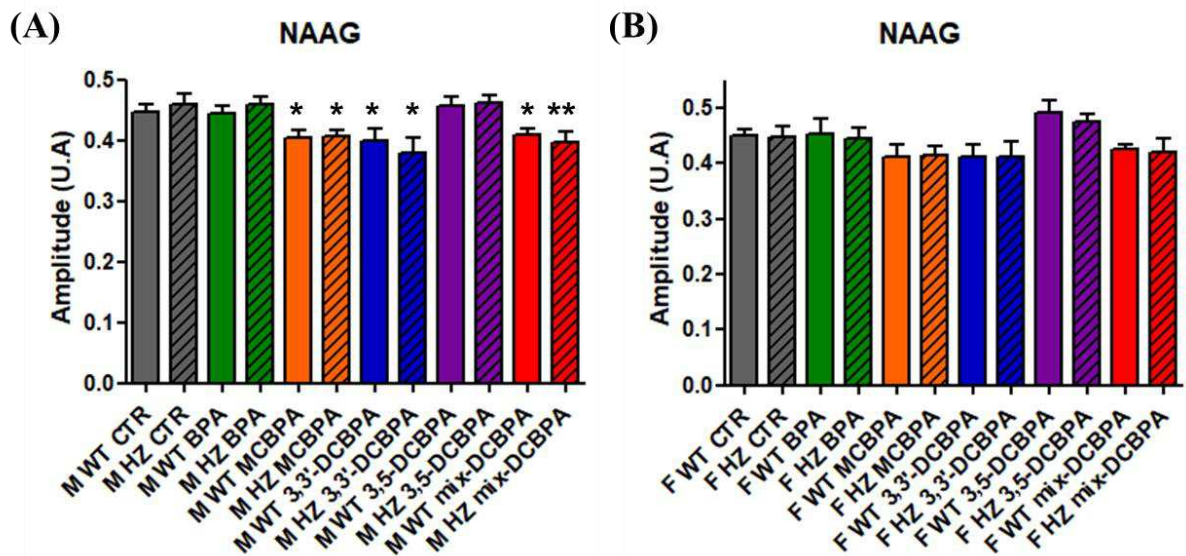 (A)
NAAG
Amplitude (U.A)
0.5
0.4
0.3
0.2
0.1
0.0
* * * * * **
M WT CTR
M HZ CTR
M WT BPA
M HZ BPA
M WT MCBPA
M HZ MCBPA
M WT 3,3'-DCBPA
M HZ 3,3'-DCBPA
M WT 3,5-DCBPA
M HZ 3,5-DCBPA
M WT mix-DCBPA
M HZ mix-DCBPA
(B)
NAAG
Amplitude (U.A)
0.5
0.4
0.3
0.2
0.1
0.0
F WT CTR
F HZ CTR
F WT BPA
F HZ BPA
F WT MCBPA
F HZ MCBPA
F WT 3,3'-DCBPA
F HZ 3,3'-DCBPA
F WT 3,5-DCBPA
F HZ 3,5-DCBPA
F WT mix-DCBPA
F HZ mix-DCBPA